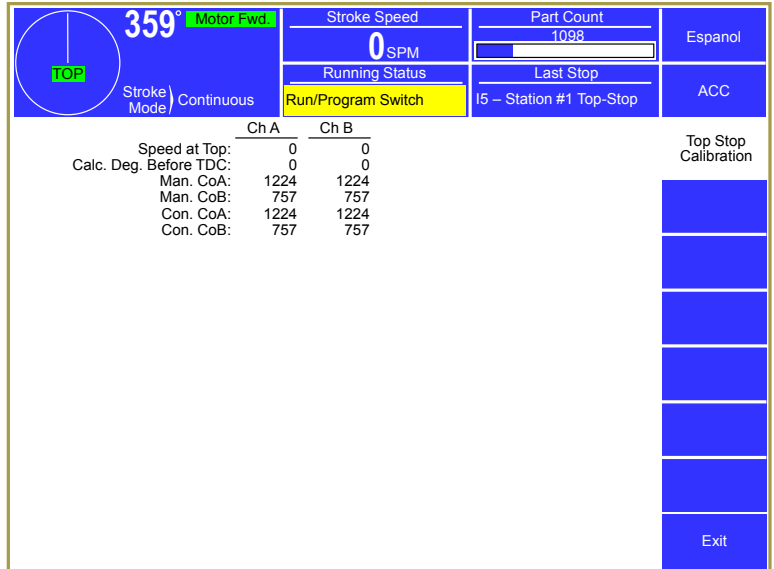 359° Motor Fwd.
TOP
Stroke Mode Continuous
Stroke Speed
0 SPM
Part Count
1098
Espanol
Running Status
Run/Program Switch
Last Stop
I5 – Station #1 Top-Stop
ACC
Ch A Ch B
Speed at Top: 0 0
Calc. Deg. Before TDC: 0 0
Man. CoA: 1224 1224
Man. CoB: 757 757
Con. CoA: 1224 1224
Con. CoB: 757 757
Top Stop
Calibration
Exit